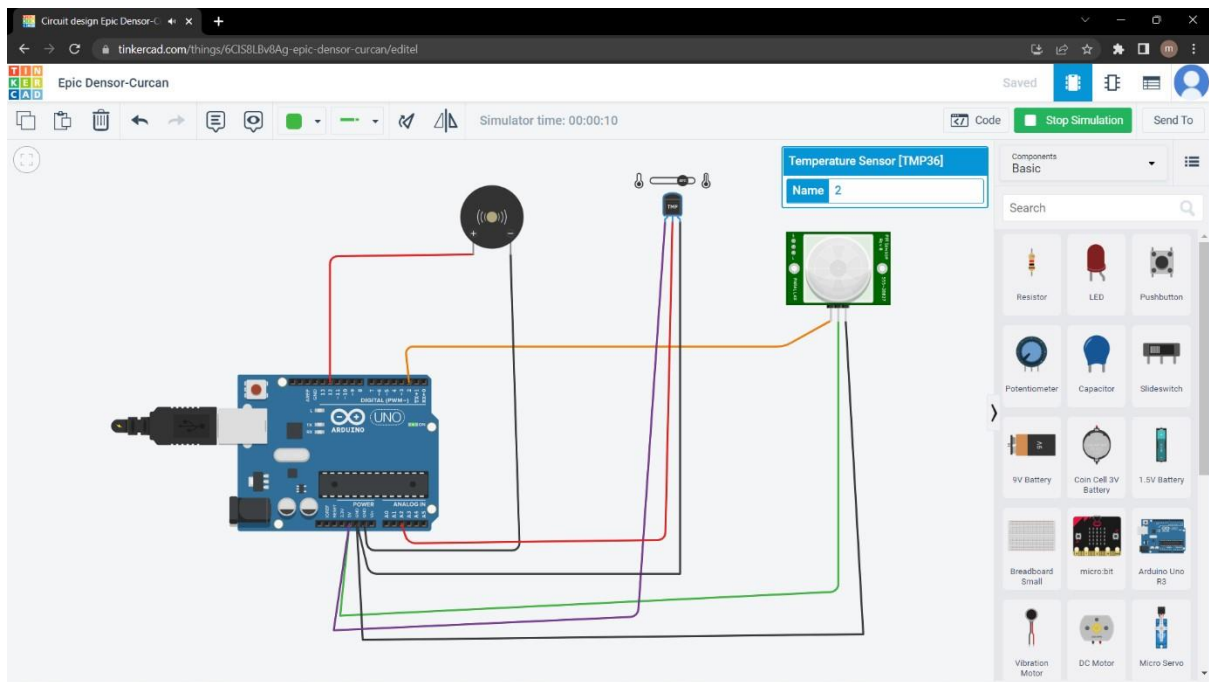 Circuit design Epic Densor-C
tinkercad.com/things/6CIS8LBv8Ag-epic-densor-curcan/editel
m
TIN
KER
CAD
Epic Densor-Curcan
Saved
Simulator time: 00:00:10
Code
Stop Simulation
Send To
Temperature Sensor [TMP36]
Name 2
Components
Basic
Search
Resistor
LED
Pushbutton
Potentiometer
Capacitor
Slideswitch
9V Battery
Coin Cell 3V
Battery
1.5V Battery
Breadboard
Small
micro:bit
Arduino Uno
R3
Vibration
Motor
DC Motor
Micro Servo
TMP
DIGITAL (PWM~)
UNO
ARDUINO
POWER
ANALOG IN